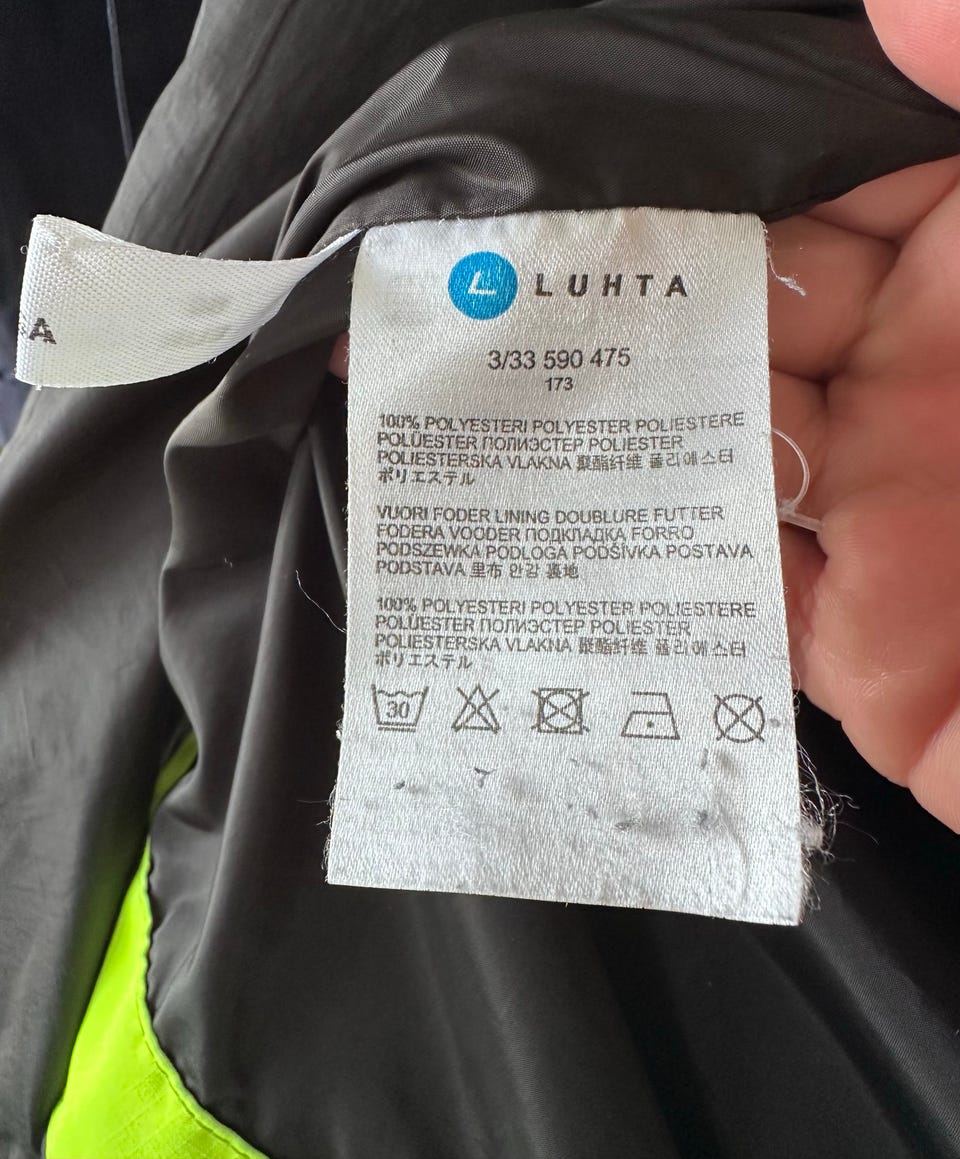 A
L LUHTA
3/33 590 475
173
100% POLYESTERI POLYESTER POLIESTERE
POLÜESTER ПОЛИЭСТЕР POLIESTER
POLIESTERSKA VLAKNA 聚酯纤维 폴리에스터
ポリエステル
VUORI FODER LINING DOUBLURE FUTTER
FODERA VOODER ПОДКЛАДКА FORRO
PODSZEWKA PODLOGA PODŠÍVKA POSTAVA
PODSTAVA 里布 안감 裏地
100% POLYESTERI POLYESTER POLIESTERE
POLÜESTER ПОЛИЭСТЕР POLIESTER
POLIESTERSKA VLAKNA 聚酯纤维 폴리에스터
ポリエステル
30